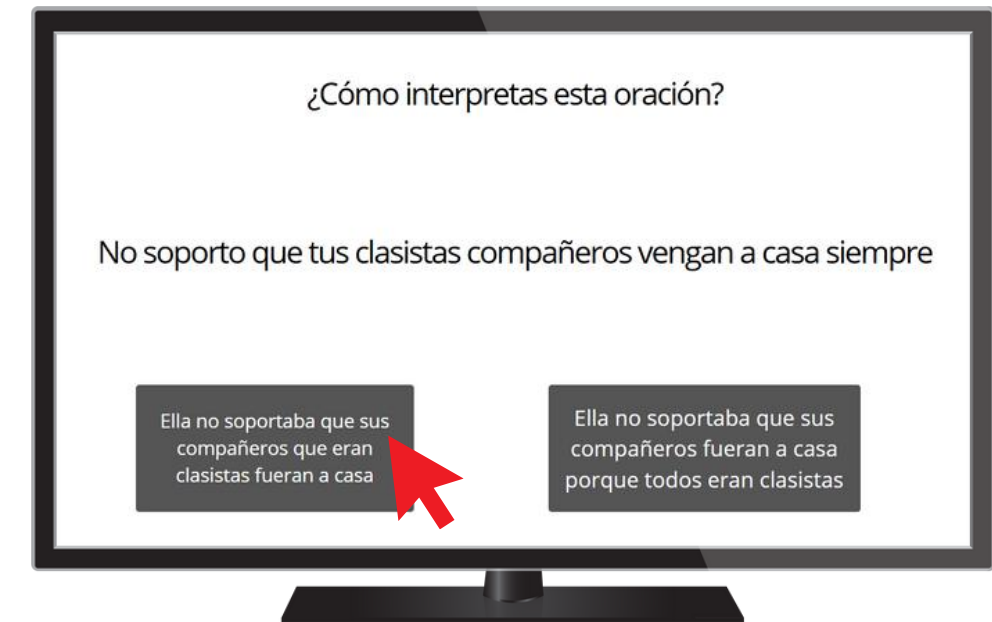 ¿Cómo interpretas esta oración?
No soporto que tus clasistas compañeros vengan a casa siempre
Ella no soportaba que sus
compañeros que eran
clasistas fueran a casa
Ella no soportaba que sus
compañeros fueran a casa
porque todos eran clasistas